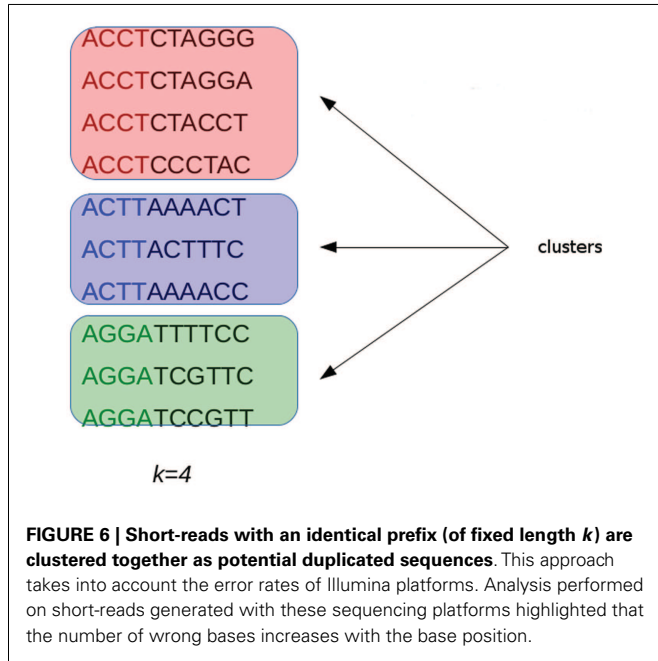 ACCTCTAGGG
ACCTCTAGGA
ACCTCTACCT
ACCTCCCTAC
ACTTAAAACT
ACTTACTTTC
ACTTAAAACC
AGGATTTTCC
AGGATCGTTC
AGGATCCGTT
clusters
k=4
FIGURE 6 | Short-reads with an identical prefix (of fixed length k) are
clustered together as potential duplicated sequences. This approach
takes into account the error rates of Illumina platforms. Analysis performed
on short-reads generated with these sequencing platforms highlighted that
the number of wrong bases increases with the base position.